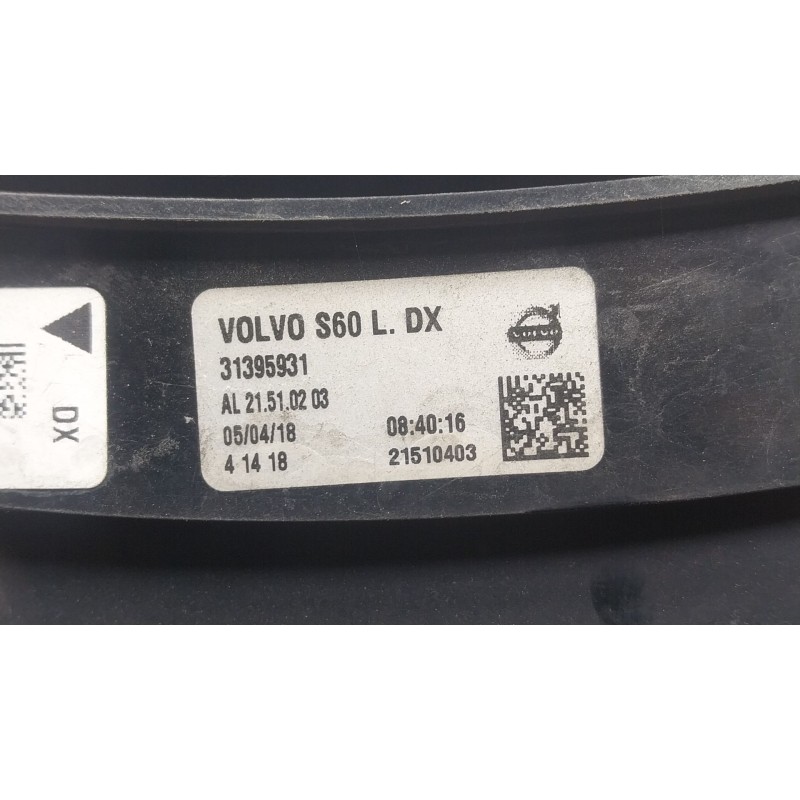 VOLVO S60 L. DX
VOLVO
31395931
AL 21.51.02 03
05/04/18 08:40:16
4 14 18 21510403
DX